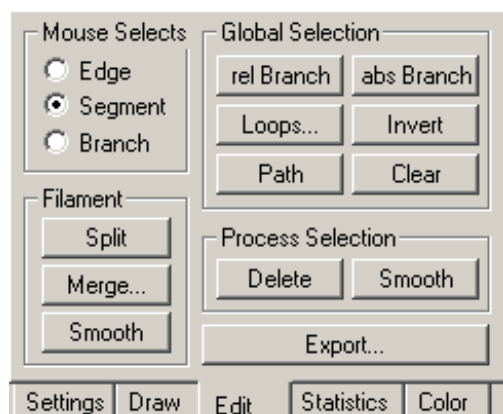 Mouse Selects
Edge
Segment
Branch
Filament
Split
Merge...
Smooth
Global Selection
rel Branch abs Branch
Loops... Invert
Path Clear
Process Selection
Delete Smooth
Export...
Settings Draw Edit Statistics Color